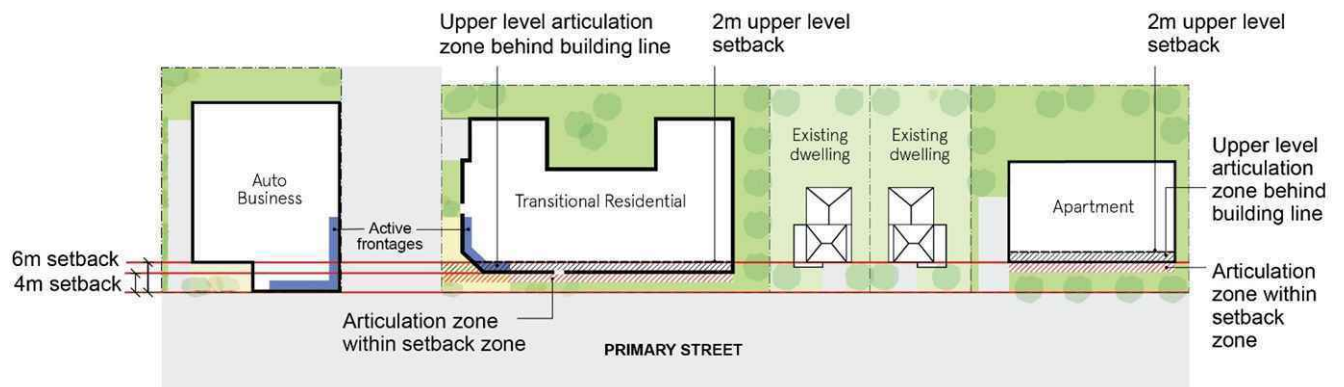 Upper level articulation
zone behind building line
2m upper level
setback
2m upper level
setback
Existing
dwelling
Existing
dwelling
Upper level
articulation
zone behind
building line
Auto
Business
Transitional Residential
Apartment
Active
frontages
6m setback
4m setback
Articulation zone
within setback zone
Articulation
zone within
setback
zone
PRIMARY STREET